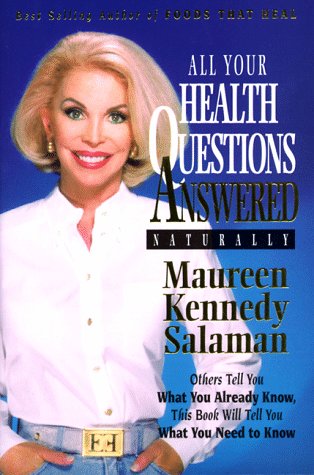 Best Selling Author of FOODS THAT HEAL
ALL YOUR
HEALTH
QUESTIONS
ANSWERED
NATURALLY
Maureen
Kennedy
Salaman
Others Tell You
What You Already Know,
This Book Will Tell You
What You Need to Know